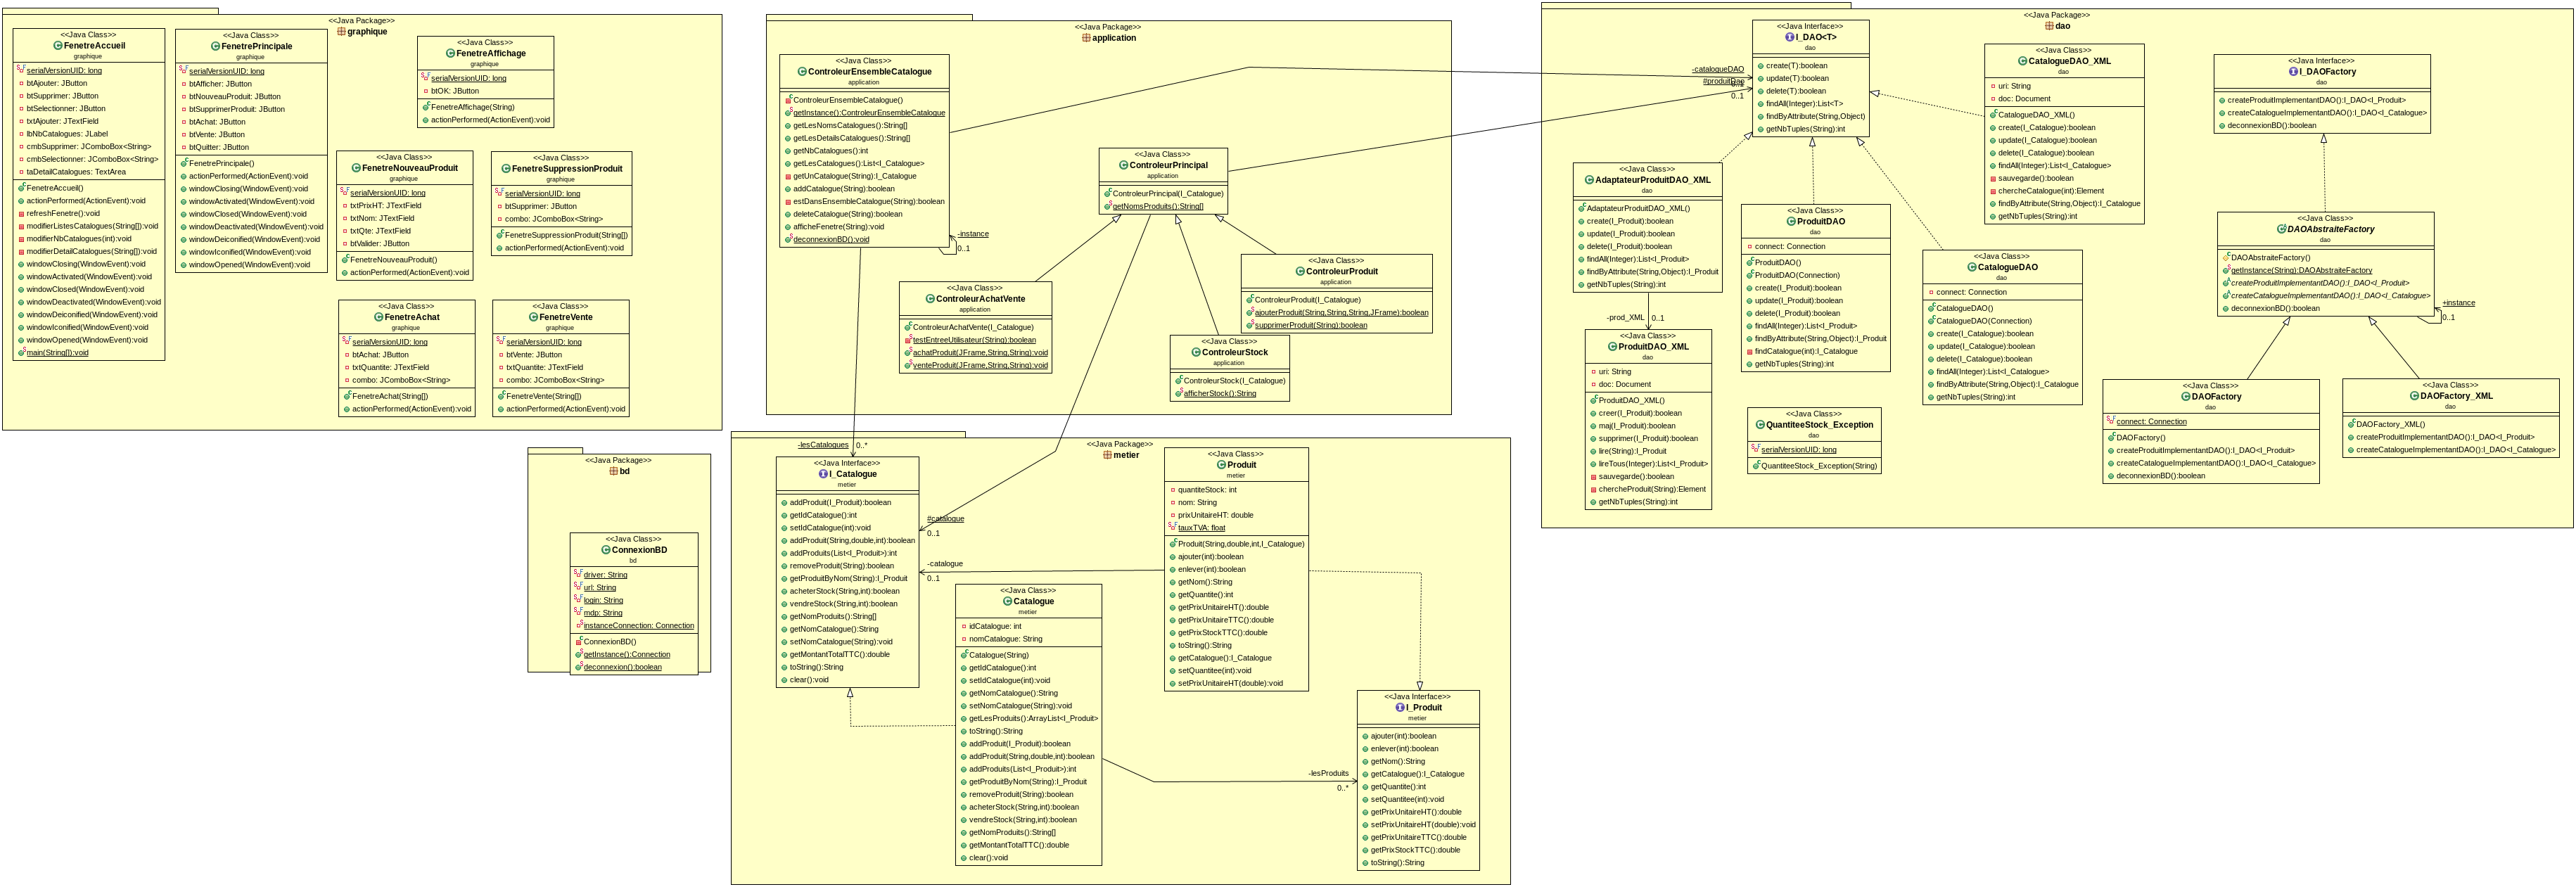 <<Java Package>>
graphique
<<Java Class>>
FenetreAccueil
graphique
serialVersionUID: long
btAjouter: JButton
btSupprimer: JButton
btSelectionner: JButton
txtAjouter: JTextField
lbNbCatalogues: JLabel
cmbSupprimer: JComboBox<String>
cmbSelectionner: JComboBox<String>
taDetailCatalogues: TextArea
FenetreAccueil()
actionPerformed(ActionEvent):void
refreshFenetre():void
modifierListesCatalogues(String[]):void
modifierNbCatalogues(int):void
modifierDetailCatalogues(String[]):void
windowClosing(WindowEvent):void
windowActivated(WindowEvent):void
windowClosed(WindowEvent):void
windowDeactivated(WindowEvent):void
windowDeiconified(WindowEvent):void
windowIconified(WindowEvent):void
windowOpened(WindowEvent):void
main(String[]):void
<<Java Class>>
FenetrePrincipale
graphique
serialVersionUID: long
btAfficher: JButton
btNouveauProduit: JButton
btSupprimerProduit: JButton
btAchat: JButton
btVente: JButton
btQuitter: JButton
FenetrePrincipale()
actionPerformed(ActionEvent):void
windowClosing(WindowEvent):void
windowActivated(WindowEvent):void
windowClosed(WindowEvent):void
windowDeactivated(WindowEvent):void
windowDeiconified(WindowEvent):void
windowIconified(WindowEvent):void
windowOpened(WindowEvent):void
<<Java Class>>
FenetreAffichage
graphique
serialVersionUID: long
btOK: JButton
FenetreAffichage(String)
actionPerformed(ActionEvent):void
<<Java Class>>
FenetreNouveauProduit
graphique
serialVersionUID: long
txtPrixHT: JTextField
txtNom: JTextField
txtQte: JTextField
btValider: JButton
FenetreNouveauProduit()
actionPerformed(ActionEvent):void
<<Java Class>>
FenetreSuppressionProduit
graphique
serialVersionUID: long
btSupprimer: JButton
combo: JComboBox<String>
FenetreSuppressionProduit(String[])
actionPerformed(ActionEvent):void
<<Java Class>>
FenetreAchat
graphique
serialVersionUID: long
btAchat: JButton
txtQuantite: JTextField
combo: JComboBox<String>
FenetreAchat(String[])
actionPerformed(ActionEvent):void
<<Java Class>>
FenetreVente
graphique
serialVersionUID: long
btVente: JButton
txtQuantite: JTextField
combo: JComboBox<String>
FenetreVente(String[])
actionPerformed(ActionEvent):void
<<Java Package>>
bd
<<Java Class>>
ConnexionBD
bd
driver: String
url: String
login: String
mdp: String
instanceConnection: Connection
ConnexionBD()
getInstance():Connection
deconnexion():boolean
<<Java Package>>
application
<<Java Class>>
ControleurEnsembleCatalogue
application
ControleurEnsembleCatalogue()
getInstance():ControleurEnsembleCatalogue
getLesNomsCatalogues():String[]
getLesDetailsCatalogues():String[]
getNbCatalogues():int
getLesCatalogues():List<I_Catalogue>
getUnCatalogue(String):I_Catalogue
addCatalogue(String):boolean
estDansEnsembleCatalogue(String):boolean
deleteCatalogue(String):boolean
afficheFenetre(String):void
deconnexionBD():void
-instance
0..1
<<Java Class>>
ControleurPrincipal
application
ControleurPrincipal(I_Catalogue)
getNomsProduits():String[]
<<Java Class>>
ControleurAchatVente
application
ControleurAchatVente(I_Catalogue)
testEntreeUtilisateur(String):boolean
achatProduit(JFrame,String,String):void
venteProduit(JFrame,String,String):void
<<Java Class>>
ControleurProduit
application
ControleurProduit(I_Catalogue)
ajouterProduit(String,String,String,JFrame):boolean
supprimerProduit(String):boolean
<<Java Class>>
ControleurStock
application
ControleurStock(I_Catalogue)
afficherStock():String
<<Java Package>>
metier
-lesCatalogues
0..*
<<Java Interface>>
I_Catalogue
metier
addProduit(I_Produit):boolean
getIdCatalogue():int
setIdCatalogue(int):void
addProduit(String,double,int):boolean
addProduits(List<I_Produit>):int
removeProduit(String):boolean
getProduitByNom(String):I_Produit
acheterStock(String,int):boolean
vendreStock(String,int):boolean
getNomProduits():String[]
getNomCatalogue():String
setNomCatalogue(String):void
getMontantTotalTTC():double
toString():String
clear():void
#catalogue
0..1
-catalogue
0..1
<<Java Class>>
Catalogue
metier
idCatalogue: int
nomCatalogue: String
Catalogue(String)
getIdCatalogue():int
setIdCatalogue(int):void
getNomCatalogue():String
setNomCatalogue(String):void
getLesProduits():ArrayList<I_Produit>
toString():String
addProduit(I_Produit):boolean
addProduit(String,double,int):boolean
addProduits(List<I_Produit>):int
getProduitByNom(String):I_Produit
removeProduit(String):boolean
acheterStock(String,int):boolean
vendreStock(String,int):boolean
getNomProduits():String[]
getMontantTotalTTC():double
clear():void
<<Java Class>>
Produit
metier
quantiteStock: int
nom: String
prixUnitaireHT: double
tauxTVA: float
Produit(String,double,int,I_Catalogue)
ajouter(int):boolean
enlever(int):boolean
getNom():String
getQuantite():int
getPrixUnitaireHT():double
getPrixUnitaireTTC():double
getPrixStockTTC():double
toString():String
getCatalogue():I_Catalogue
setQuantitee(int):void
setPrixUnitaireHT(double):void
-lesProduits
0..*
<<Java Interface>>
I_Produit
metier
ajouter(int):boolean
enlever(int):boolean
getNom():String
getCatalogue():I_Catalogue
getQuantite():int
setQuantitee(int):void
getPrixUnitaireHT():double
setPrixUnitaireHT(double):void
getPrixUnitaireTTC():double
getPrixStockTTC():double
toString():String
<<Java Package>>
dao
-catalogueDAO
0..1
#produitDao
0..1
<<Java Interface>>
I_DAO<T>
dao
create(T):boolean
update(T):boolean
delete(T):boolean
findAll(Integer):List<T>
findByAttribute(String,Object)
getNbTuples(String):int
<<Java Class>>
CatalogueDAO_XML
dao
uri: String
doc: Document
CatalogueDAO_XML()
create(I_Catalogue):boolean
update(I_Catalogue):boolean
delete(I_Catalogue):boolean
findAll(Integer):List<I_Catalogue>
sauvegarde():boolean
chercheCatalogue(int):Element
findByAttribute(String,Object):I_Catalogue
getNbTuples(String):int
<<Java Class>>
AdaptateurProduitDAO_XML
dao
AdaptateurProduitDAO_XML()
create(I_Produit):boolean
update(I_Produit):boolean
delete(I_Produit):boolean
findAll(Integer):List<I_Produit>
findByAttribute(String,Object):I_Produit
getNbTuples(String):int
-prod_XML
0..1
<<Java Class>>
ProduitDAO_XML
dao
uri: String
doc: Document
ProduitDAO_XML()
creer(I_Produit):boolean
maj(I_Produit):boolean
supprimer(I_Produit):boolean
lire(String):I_Produit
lireTous(Integer):List<I_Produit>
sauvegarde():boolean
chercheProduit(String):Element
getNbTuples(String):int
<<Java Class>>
ProduitDAO
dao
connect: Connection
ProduitDAO()
ProduitDAO(Connection)
create(I_Produit):boolean
update(I_Produit):boolean
delete(I_Produit):boolean
findAll(Integer):List<I_Produit>
findByAttribute(String,Object):I_Produit
findCatalogue(int):I_Catalogue
getNbTuples(String):int
<<Java Class>>
QuantiteeStock_Exception
dao
serialVersionUID: long
QuantiteeStock_Exception(String)
<<Java Class>>
CatalogueDAO
dao
connect: Connection
CatalogueDAO()
CatalogueDAO(Connection)
create(I_Catalogue):boolean
update(I_Catalogue):boolean
delete(I_Catalogue):boolean
findAll(Integer):List<I_Catalogue>
findByAttribute(String,Object):I_Catalogue
getNbTuples(String):int
<<Java Interface>>
I_DAOFactory
dao
createProduitImplementantDAO():I_DAO<I_Produit>
createCatalogueImplementantDAO():I_DAO<I_Catalogue>
deconnexionBD():boolean
<<Java Class>>
DAOAbstraiteFactory
dao
DAOAbstraiteFactory()
getInstance(String):DAOAbstraiteFactory
createProduitImplementantDAO():I_DAO<I_Produit>
createCatalogueImplementantDAO():I_DAO<I_Catalogue>
deconnexionBD():boolean
+instance
0..1
<<Java Class>>
DAOFactory
dao
connect: Connection
DAOFactory()
createProduitImplementantDAO():I_DAO<I_Produit>
createCatalogueImplementantDAO():I_DAO<I_Catalogue>
deconnexionBD():boolean
<<Java Class>>
DAOFactory_XML
dao
DAOFactory_XML()
createProduitImplementantDAO():I_DAO<I_Produit>
createCatalogueImplementantDAO():I_DAO<I_Catalogue>